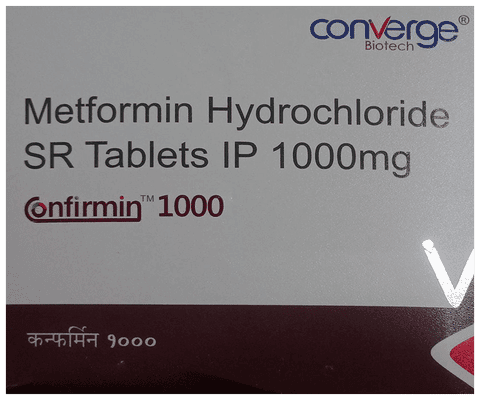 converge®
Biotech
Metformin Hydrochloride
SR Tablets IP 1000mg
Confirmin™ 1000
कन्फर्मिन १०००